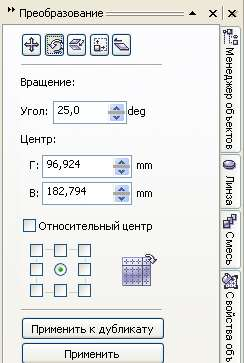 Преобразование
Вращение:
Угол: 25,0 deg
Центр:
Г: 96,924 mm
В: 182,794 mm
Относительный центр
Применить к дубликату
Применить
Менеджер объектов
Линза
Смесь
Свойства об